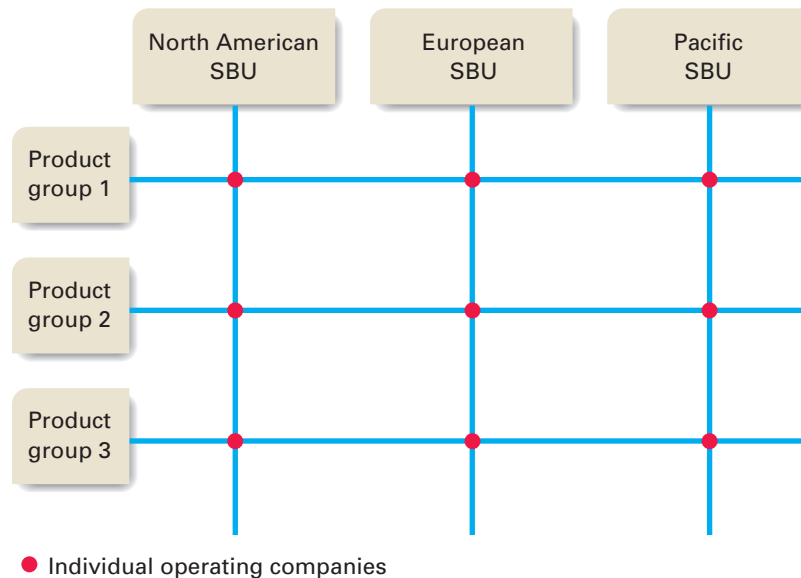 North American
SBU
European
SBU
Pacific
SBU
Product
group 1
Product
group 2
Product
group 3
Individual operating companies